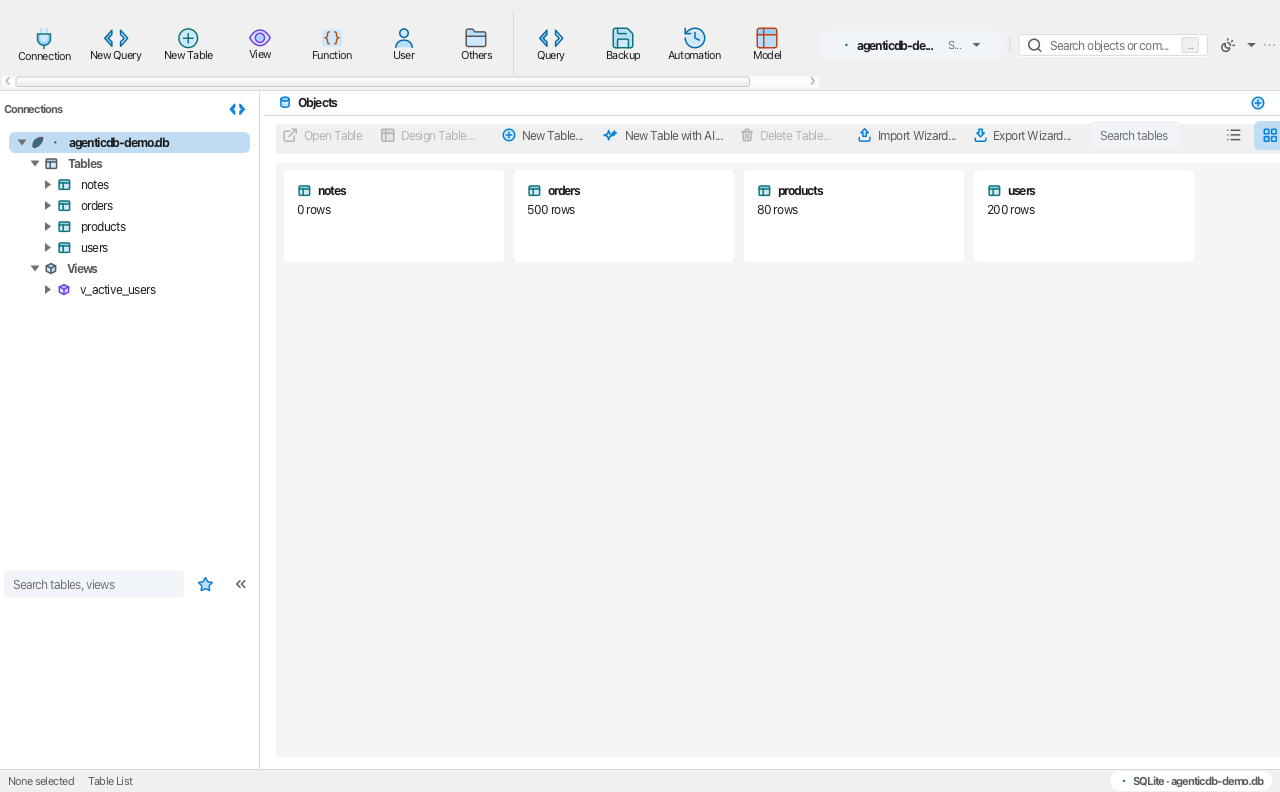 Connection
New Query
New Table
View
Function
User
Others
Query
Backup
Automation
Model
agenticdb-de...
S...
Search objects or com...
...
Connections
Objects
agenticdb-demo.db
Tables
notes
orders
products
users
Views
v_active_users
Open Table
Design Table...
New Table...
New Table with AI...
Delete Table...
Import Wizard...
Export Wizard...
Search tables
notes
0 rows
orders
500 rows
products
80 rows
users
200 rows
Search tables, views
None selected
Table List
SQLite · agenticdb-demo.db